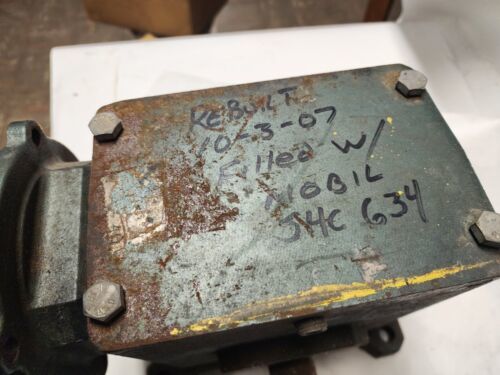 REBUILT
10-3-07
Filled W/
MOBIL
SHC 634